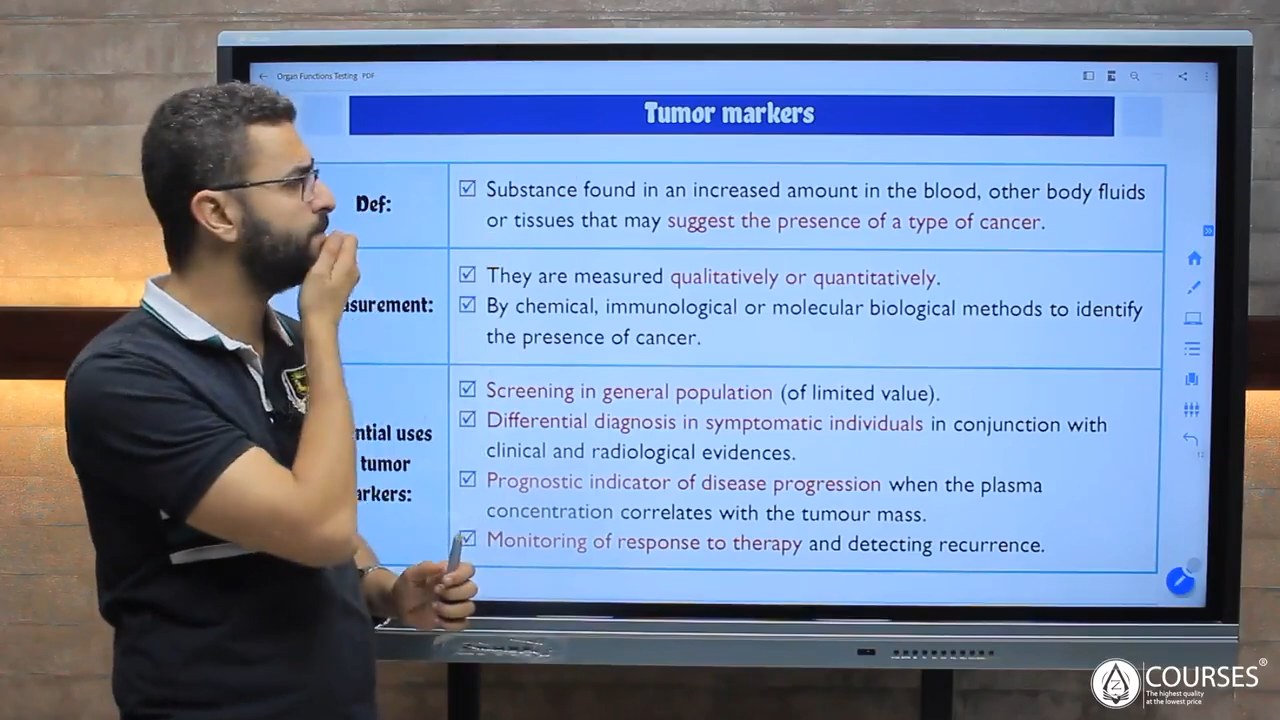 Organ Functions Testing PDF
Tumor markers
Def:
☑ Substance found in an increased amount in the blood, other body fluids
or tissues that may suggest the presence of a type of cancer.
asurement:
☑ They are measured qualitatively or quantitatively.
☑ By chemical, immunological or molecular biological methods to identify
the presence of cancer.
ntial uses
tumor
arkers:
☑ Screening in general population (of limited value).
☑ Differential diagnosis in symptomatic individuals in conjunction with
clinical and radiological evidences.
☑ Prognostic indicator of disease progression when the plasma
concentration correlates with the tumour mass.
☑ Monitoring of response to therapy and detecting recurrence.
COURSES®
The highest quality
at the lowest price